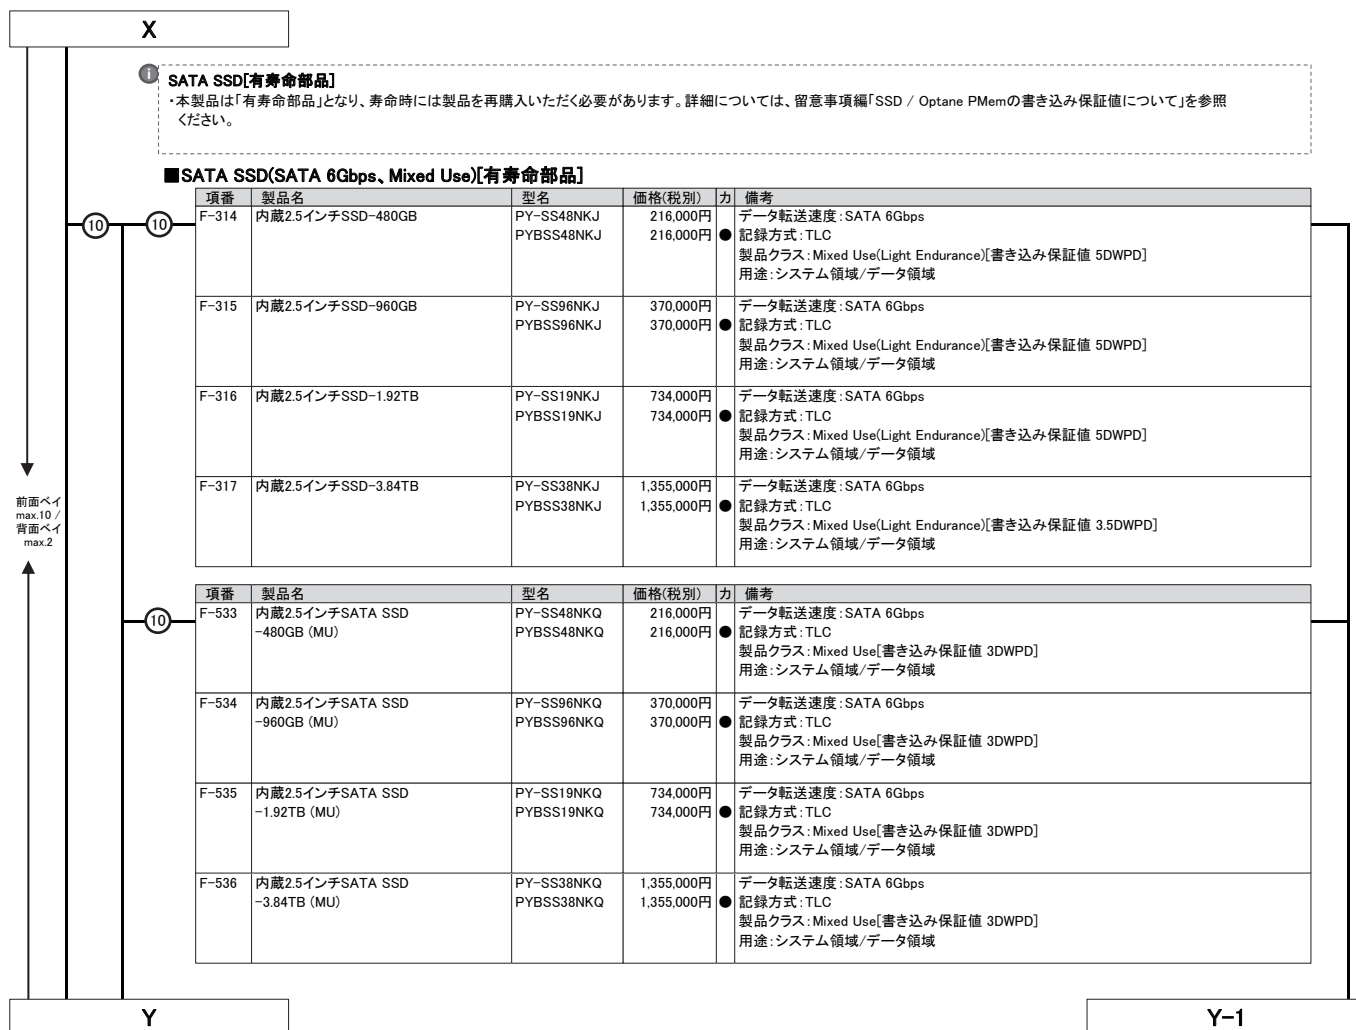 X
i
SATA SSD[有寿命部品]
・本製品は「有寿命部品」となり、寿命時には製品を再購入いただく必要があります。詳細については、留意事項編「SSD / Optane PMemの書き込み保証値について」を参照
ください。
■SATA SSD(SATA 6Gbps、Mixed Use)[有寿命部品]
項番 製品名 型名 価格(税別) カ 備考
10 10 F-314 内蔵2.5インチSSD-480GB PY-SS48NKJ 216,000円 データ転送速度:SATA 6Gbps
PYBSS48NKJ 216,000円 ● 記録方式:TLC
製品クラス:Mixed Use(Light Endurance)[書き込み保証値 5DWPD]
用途:システム領域/データ領域
F-315 内蔵2.5インチSSD-960GB PY-SS96NKJ 370,000円 データ転送速度:SATA 6Gbps
PYBSS96NKJ 370,000円 ● 記録方式:TLC
製品クラス:Mixed Use(Light Endurance)[書き込み保証値 5DWPD]
用途:システム領域/データ領域
F-316 内蔵2.5インチSSD-1.92TB PY-SS19NKJ 734,000円 データ転送速度:SATA 6Gbps
PYBSS19NKJ 734,000円 ● 記録方式:TLC
製品クラス:Mixed Use(Light Endurance)[書き込み保証値 5DWPD]
用途:システム領域/データ領域
F-317 内蔵2.5インチSSD-3.84TB PY-SS38NKJ 1,355,000円 データ転送速度:SATA 6Gbps
PYBSS38NKJ 1,355,000円 ● 記録方式:TLC
製品クラス:Mixed Use(Light Endurance)[書き込み保証値 3.5DWPD]
用途:システム領域/データ領域
前面ベイ
max.10 /
背面ベイ
max.2
項番 製品名 型名 価格(税別) カ 備考
10 F-533 内蔵2.5インチSATA SSD PY-SS48NKQ 216,000円 データ転送速度:SATA 6Gbps
-480GB (MU) PYBSS48NKQ 216,000円 ● 記録方式:TLC
製品クラス:Mixed Use[書き込み保証値 3DWPD]
用途:システム領域/データ領域
F-534 内蔵2.5インチSATA SSD PY-SS96NKQ 370,000円 データ転送速度:SATA 6Gbps
-960GB (MU) PYBSS96NKQ 370,000円 ● 記録方式:TLC
製品クラス:Mixed Use[書き込み保証値 3DWPD]
用途:システム領域/データ領域
F-535 内蔵2.5インチSATA SSD PY-SS19NKQ 734,000円 データ転送速度:SATA 6Gbps
-1.92TB (MU) PYBSS19NKQ 734,000円 ● 記録方式:TLC
製品クラス:Mixed Use[書き込み保証値 3DWPD]
用途:システム領域/データ領域
F-536 内蔵2.5インチSATA SSD PY-SS38NKQ 1,355,000円 データ転送速度:SATA 6Gbps
-3.84TB (MU) PYBSS38NKQ 1,355,000円 ● 記録方式:TLC
製品クラス:Mixed Use[書き込み保証値 3DWPD]
用途:システム領域/データ領域
Y Y-1